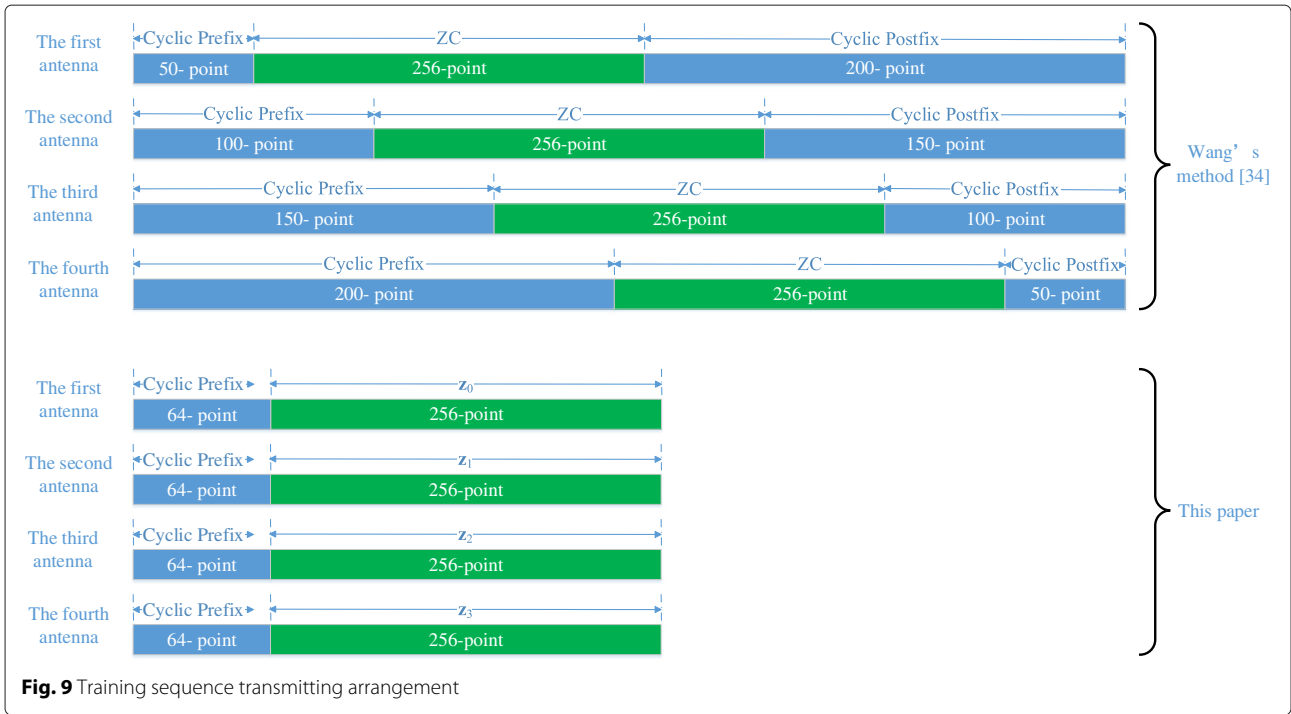 The first antenna
Cyclic Prefix ZC Cyclic Postfix
50- point 256-point 200- point
The second antenna
Cyclic Prefix ZC Cyclic Postfix
100- point 256-point 150- point
The third antenna
Cyclic Prefix ZC Cyclic Postfix
150- point 256-point 100- point
The fourth antenna
Cyclic Prefix ZC Cyclic Postfix
200- point 256-point 50- point
Wang’ s method [34]
The first antenna
Cyclic Prefix z0
64- point 256-point
The second antenna
Cyclic Prefix z1
64- point 256-point
The third antenna
Cyclic Prefix z2
64- point 256-point
The fourth antenna
Cyclic Prefix z3
64- point 256-point
This paper
Fig. 9 Training sequence transmitting arrangement